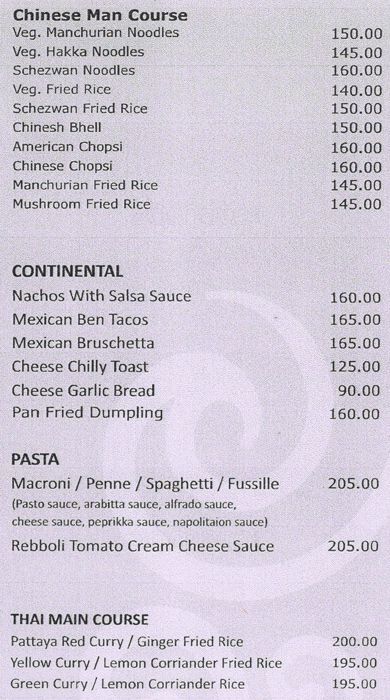 Chinese Man Course
Veg. Manchurian Noodles 150.00
Veg. Hakka Noodles 145.00
Schezwan Noodles 160.00
Veg. Fried Rice 140.00
Schezwan Fried Rice 150.00
Chinesh Bhell 150.00
American Chopsi 160.00
Chinese Chopsi 160.00
Manchurian Fried Rice 145.00
Mushroom Fried Rice 145.00
CONTINENTAL
Nachos With Salsa Sauce 160.00
Mexican Ben Tacos 165.00
Mexican Bruschetta 165.00
Cheese Chilly Toast 125.00
Cheese Garlic Bread 90.00
Pan Fried Dumpling 160.00
PASTA
Macroni / Penne / Spaghetti / Fussille 205.00
(Pasto sauce, arabitta sauce, alfrado sauce,
cheese sauce, peprikka sauce, napolitaion sauce)
Rebboli Tomato Cream Cheese Sauce 205.00
THAI MAIN COURSE
Pattaya Red Curry / Ginger Fried Rice 200.00
Yellow Curry / Lemon Corriander Fried Rice 195.00
Green Curry / Lemon Corriander Rice 195.00